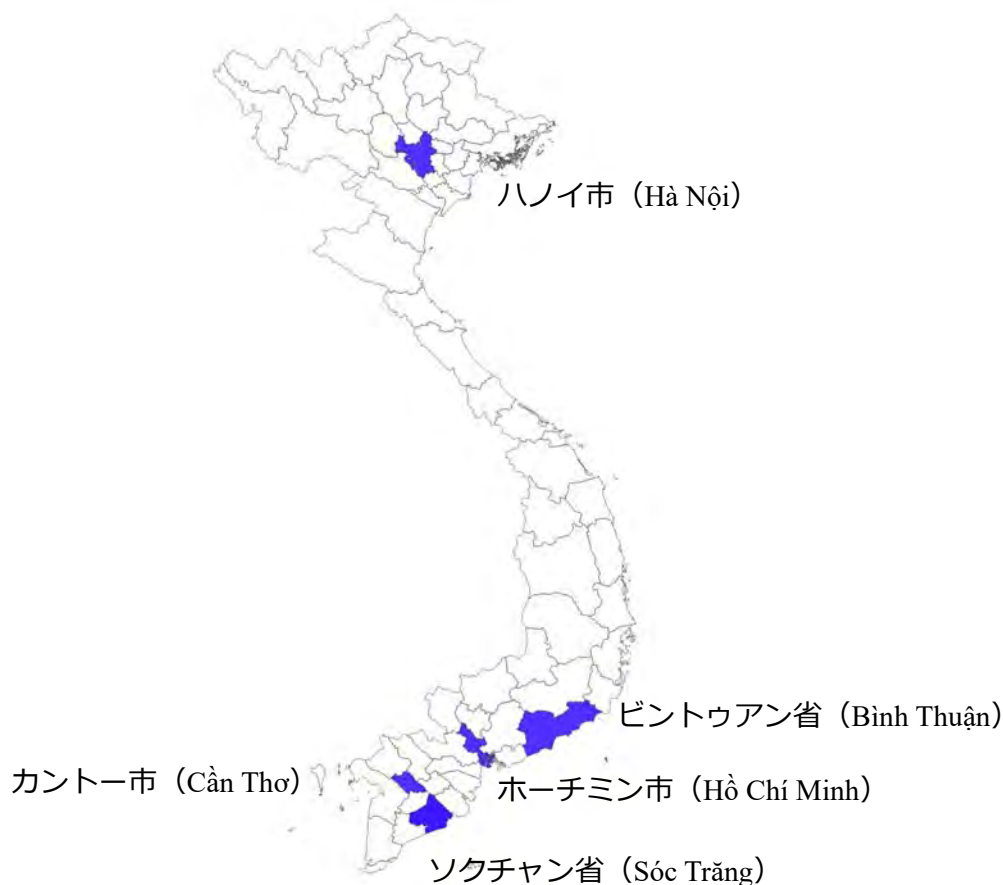 ハノイ市（Hà Nội）
ビントゥアン省（Bình Thuận）
カントー市（Cần Thơ）
ホーチミン市（Hồ Chí Minh）
ソクチャン省（Sóc Trăng）